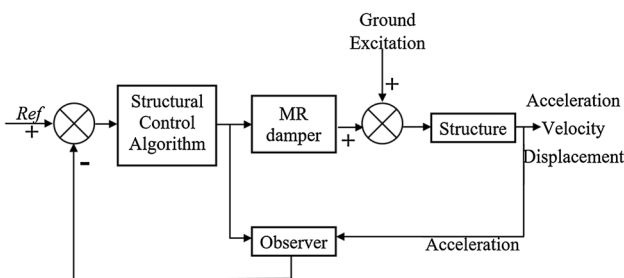 Ground
Excitation
+
Ref
+
-
Structural
Control
Algorithm
MR
damper
+
Structure
Acceleration
Velocity
Displacement
Observer
Acceleration